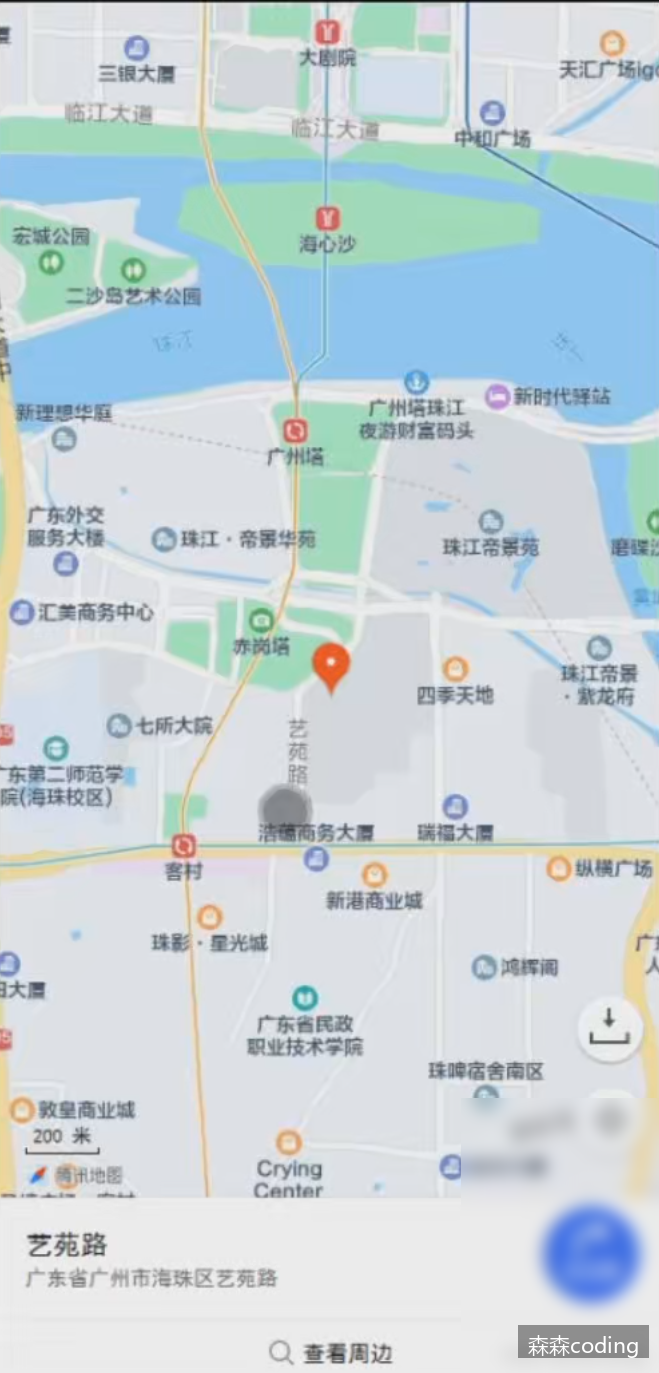 大剧院
三银大厦
天汇广场igc
临江大道
临江大道
中和广场
宏城公园
海心沙
二沙岛艺术公园
珠江
新理想华庭
广州塔珠江
夜游财富码头
新时代驿站
广州塔
广东外交
服务大楼
珠江·帝景华苑
珠江帝景苑
磨碟沙
汇美商务中心
赤岗塔
四季天地
珠江帝景
·紫龙府
艺苑路
七所大院
广东第二师范学
院(海珠校区)
浩蕴商务大厦
瑞福大厦
客村
纵横广场
新港商业城
珠影·星光城
鸿辉阁
广东省民政
职业技术学院
珠啤宿舍南区
敦皇商业城
200 米
腾讯地图
Crying
Center
艺苑路
广东省广州市海珠区艺苑路
查看周边
森森coding